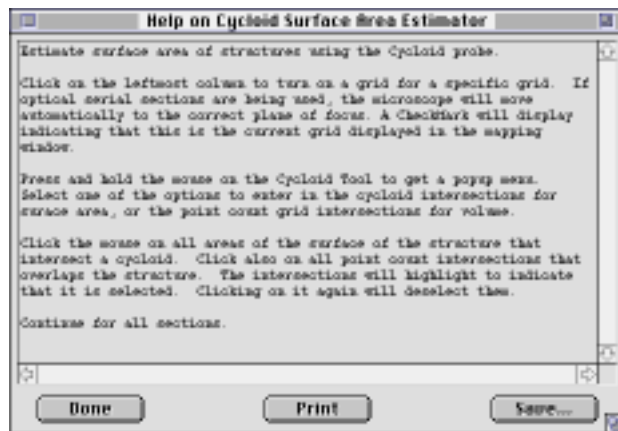 Help on Cycloid Surface Area Estimator
Estimate surface area of structures using the Cycloid probe.
Click on the leftmost column to turn on a grid for a specific grid. If
optical serial sections are being used, the microscope will move
automatically to the correct plane of focus. A CheckMark will display
indicating that this is the current grid displayed in the mapping
window.
Press and hold the mouse on the Cycloid Tool to get a popup menu.
Select one of the options to enter in the cycloid intersections for
surace area, or the point count grid intersections for volume.
Click the mouse on all areas of the surface of the structure that
intersect a cycloid. Click also on all point count intersections that
overlaps the structure. The intersections will highlight to indicate
that it is selected. Clicking on it again will deselect them.
Continue for all sections.
Done
Print
Save...